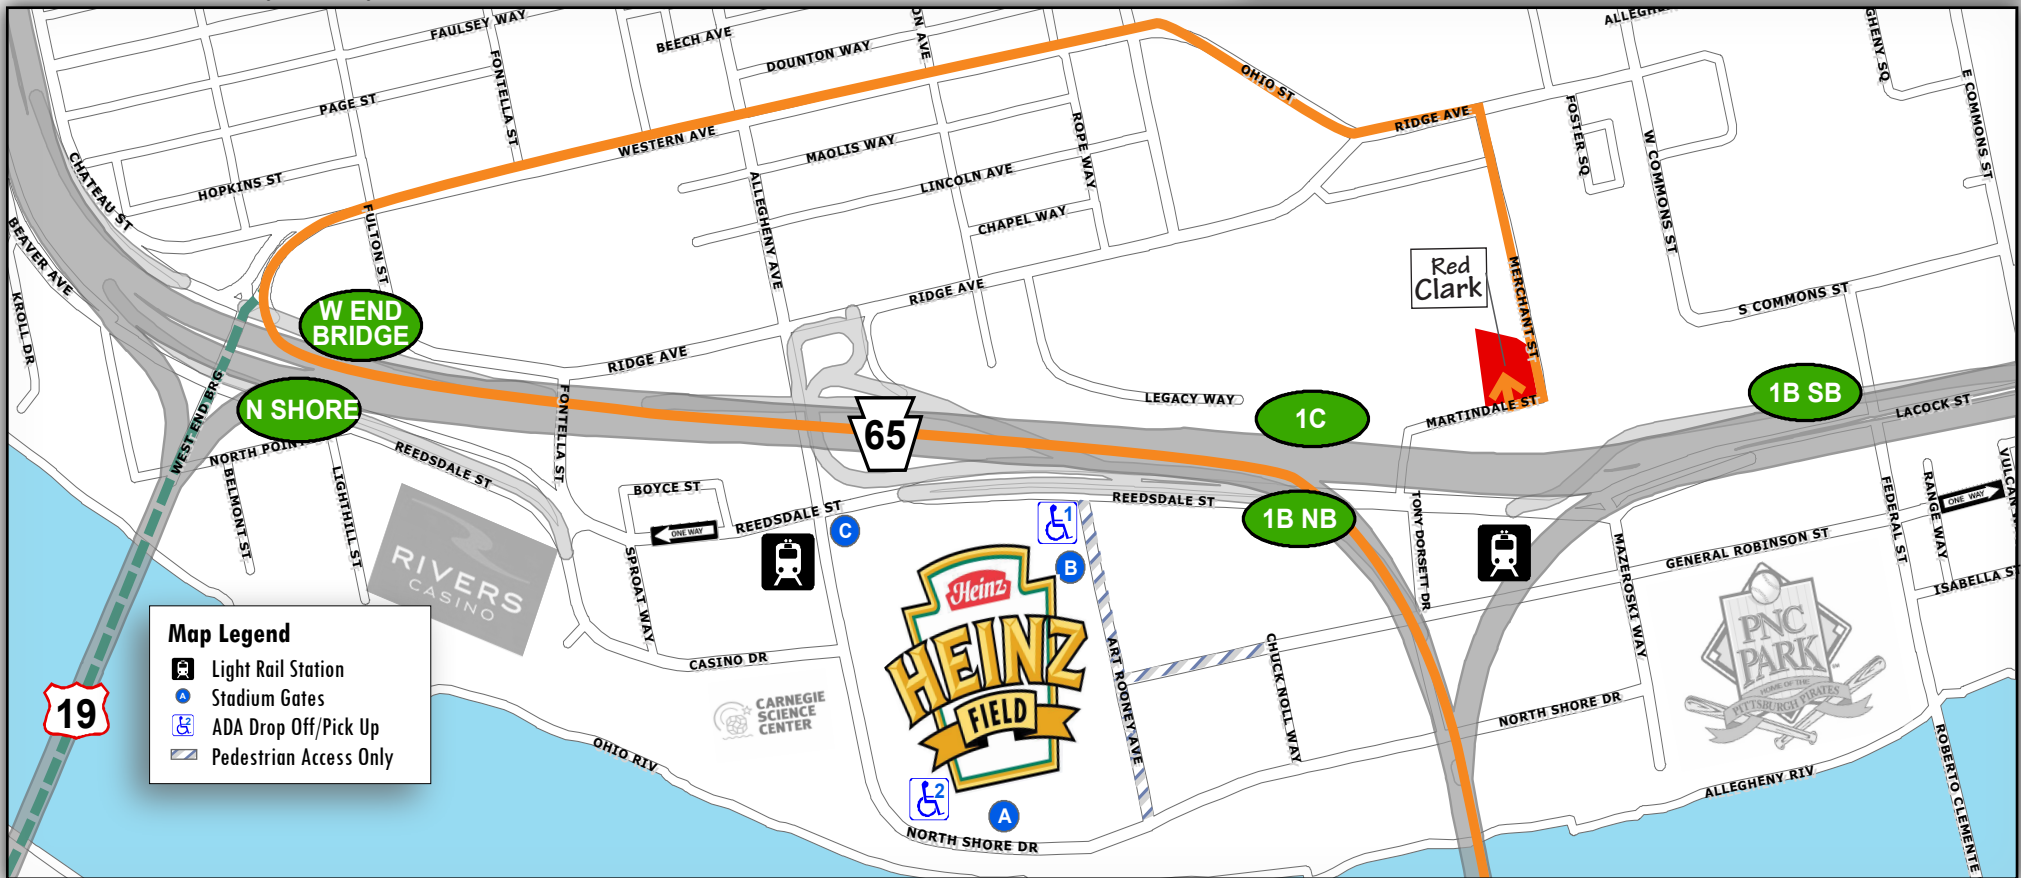 FAULSEY WAY
BEECH AVE
DOUNTON WAY
OHIO ST
RIDGE AVE
PAGE ST
FONTELLA ST
WESTERN AVE
MAOLIS WAY
ROPE WAY
LINCOLN AVE
CHAPEL WAY
FOSTER SQ
W COMMONS ST
E COMMONS ST
CHATEAU ST
HOPKINS ST
FULTON ST
ALLEGHENY AVE
RIDGE AVE
BEAVER AVE
KROLL DR
W END
BRIDGE
RIDGE AVE
Red
Clark
MERCHANT ST
S COMMONS ST
LEGACY WAY
MARTINDALE ST
1C
1B SB
LACOCK ST
N SHORE
65
WEST END BRG
REEDSDALE ST
FONTELLA ST
BELMONT ST
LIGHTHILL ST
BOYCE ST
ONE WAY
REEDSDALE ST
C
1
B
REEDSDALE ST
1B NB
TONY DORSETT DR
MAZEROSKI WAY
GENERAL ROBINSON ST
FEDERAL ST
RANGE WAY
ONE WAY
ISABELLA ST
RIVERS
CASINO
SPROAT WAY
CASINO DR
Heinz
HEINZ
FIELD
ART ROONEY AVE
CHUCK NOLL WAY
NORTH SHORE DR
PNC
PARK
HOME OF THE
PITTSBURGH PIRATES
CARNEGIE
SCIENCE
CENTER
OHIO RIV
2
A
NORTH SHORE DR
ALLEGHENY RIV
ROBERTO CLEMENTE
19
Map Legend
Light Rail Station
A Stadium Gates
2 ADA Drop Off/Pick Up
Pedestrian Access Only